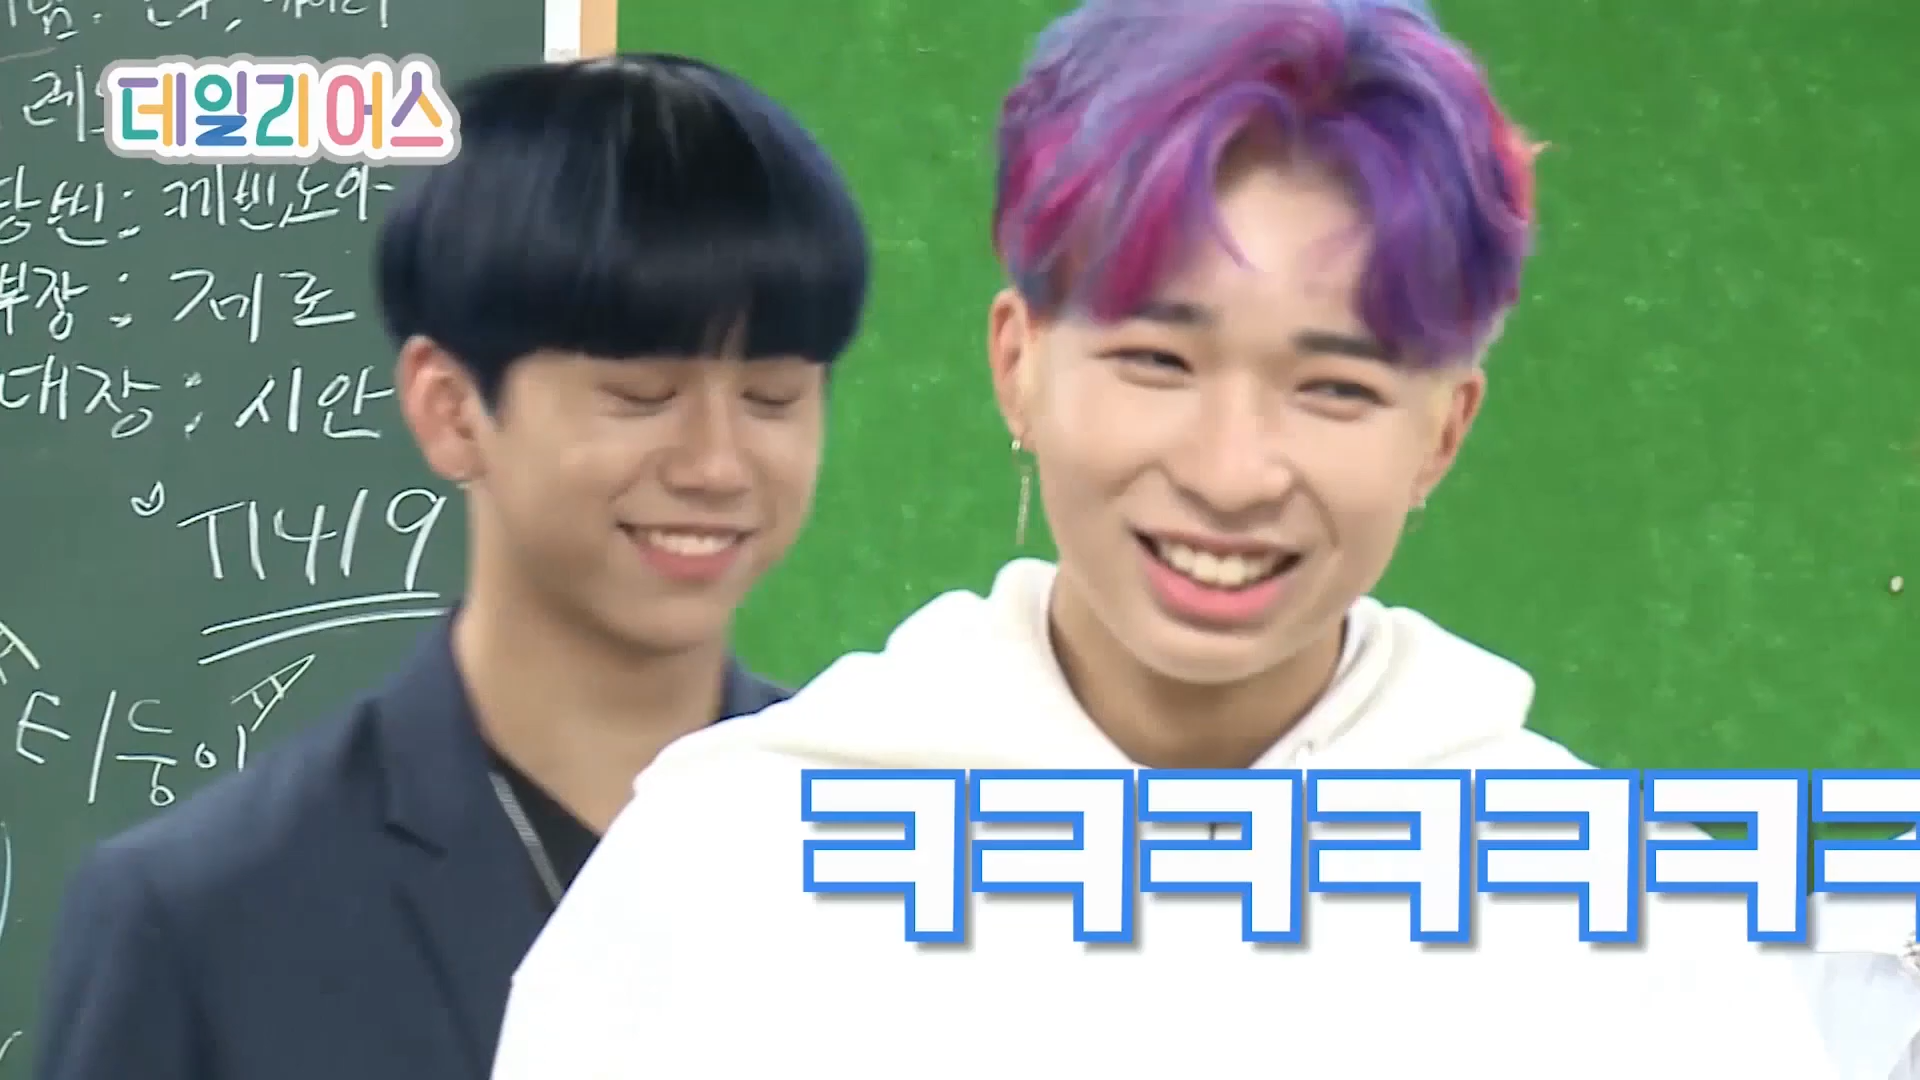 데일리어스
당번: 케빈,노아
부장: 제로
대장: 시안
T1419
티둥이
ㅋㅋㅋㅋㅋㅋㅋ